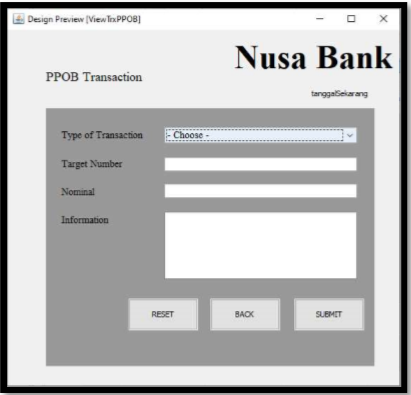 Design Preview [ViewTrxPPOB]
Nusa Bank
PPOB Transaction
tanggalSekarang
Type of Transaction
- Choose -
Target Number
Nominal
Information
RESET
BACK
SUBMIT